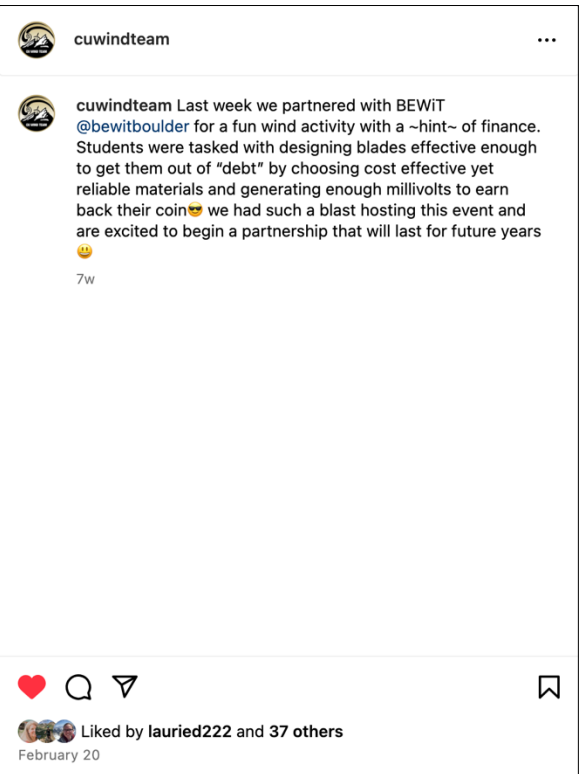 cuwindteam
cuwindteam Last week we partnered with BEWiT
@bewitboulder for a fun wind activity with a ~hint~ of finance.
Students were tasked with designing blades effective enough
to get them out of “debt” by choosing cost effective yet
reliable materials and generating enough millivolts to earn
back their coin😎 we had such a blast hosting this event and
are excited to begin a partnership that will last for future years
😃
7w
Liked by lauried222 and 37 others
February 20